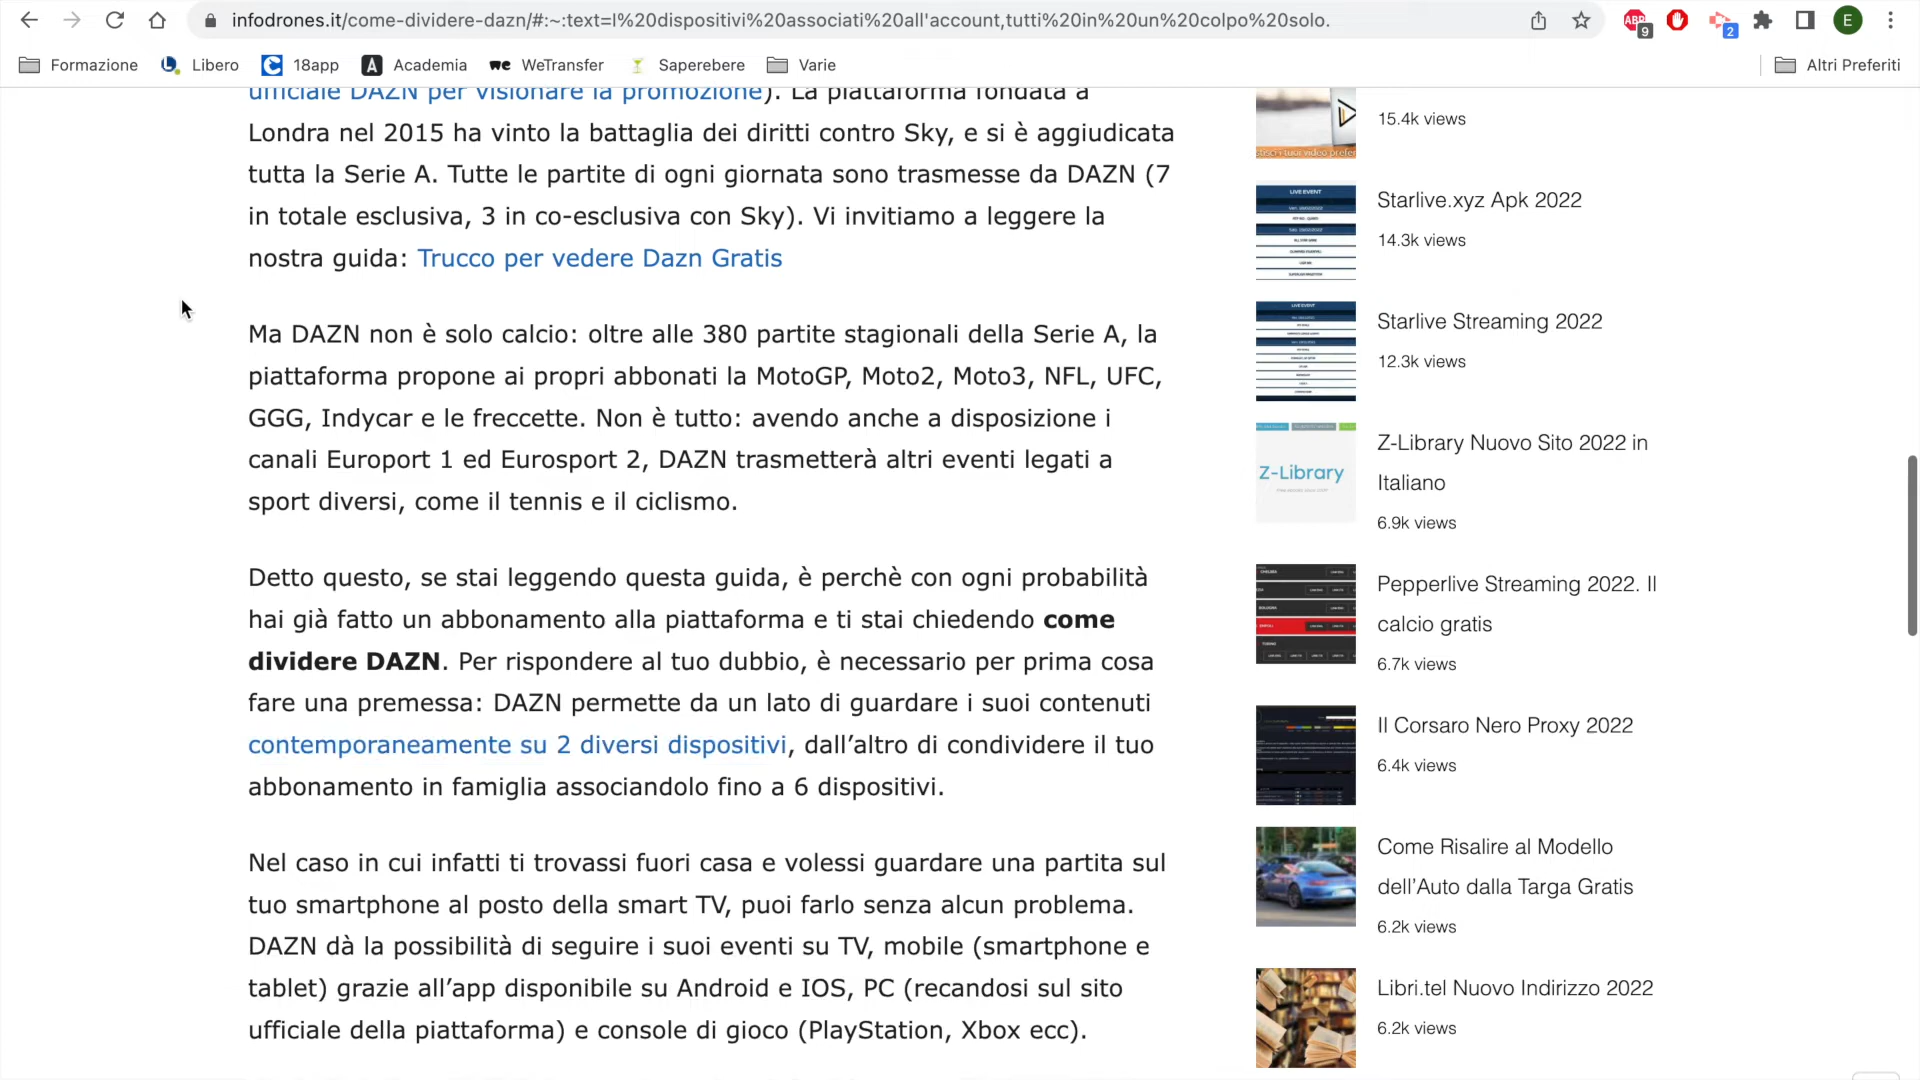 infodrones.it/come-dividere-dazn/#:~:text=I%20dispositivi%20associati%20all'account,tutti%20in%20un%20colpo%20solo.
ABP 9
2
E
Formazione
Libero
18app
A Academia
we WeTransfer
Saperebere
Varie
Altri Preferiti
ufficiale DAZN per visionare la promozione). La piattaforma fondata a
Londra nel 2015 ha vinto la battaglia dei diritti contro Sky, e si è aggiudicata
tutta la Serie A. Tutte le partite di ogni giornata sono trasmesse da DAZN (7
in totale esclusiva, 3 in co-esclusiva con Sky). Vi invitiamo a leggere la
nostra guida: Trucco per vedere Dazn Gratis
Ma DAZN non è solo calcio: oltre alle 380 partite stagionali della Serie A, la
piattaforma propone ai propri abbonati la MotoGP, Moto2, Moto3, NFL, UFC,
GGG, Indycar e le freccette. Non è tutto: avendo anche a disposizione i
canali Europort 1 ed Eurosport 2, DAZN trasmetterà altri eventi legati a
sport diversi, come il tennis e il ciclismo.
Detto questo, se stai leggendo questa guida, è perchè con ogni probabilità
hai già fatto un abbonamento alla piattaforma e ti stai chiedendo come
dividere DAZN. Per rispondere al tuo dubbio, è necessario per prima cosa
fare una premessa: DAZN permette da un lato di guardare i suoi contenuti
contemporaneamente su 2 diversi dispositivi, dall’altro di condividere il tuo
abbonamento in famiglia associandolo fino a 6 dispositivi.
Nel caso in cui infatti ti trovassi fuori casa e volessi guardare una partita sul
tuo smartphone al posto della smart TV, puoi farlo senza alcun problema.
DAZN dà la possibilità di seguire i suoi eventi su TV, mobile (smartphone e
tablet) grazie all’app disponibile su Android e IOS, PC (recandosi sul sito
ufficiale della piattaforma) e console di gioco (PlayStation, Xbox ecc).
15.4k views
LIVE EVENT
Starlive.xyz Apk 2022
14.3k views
LIVE EVENT
Starlive Streaming 2022
12.3k views
Z-Library
Z-Library Nuovo Sito 2022 in
Italiano
6.9k views
Pepperlive Streaming 2022. Il
calcio gratis
6.7k views
Il Corsaro Nero Proxy 2022
6.4k views
Come Risalire al Modello
dell’Auto dalla Targa Gratis
6.2k views
Libri.tel Nuovo Indirizzo 2022
6.2k views